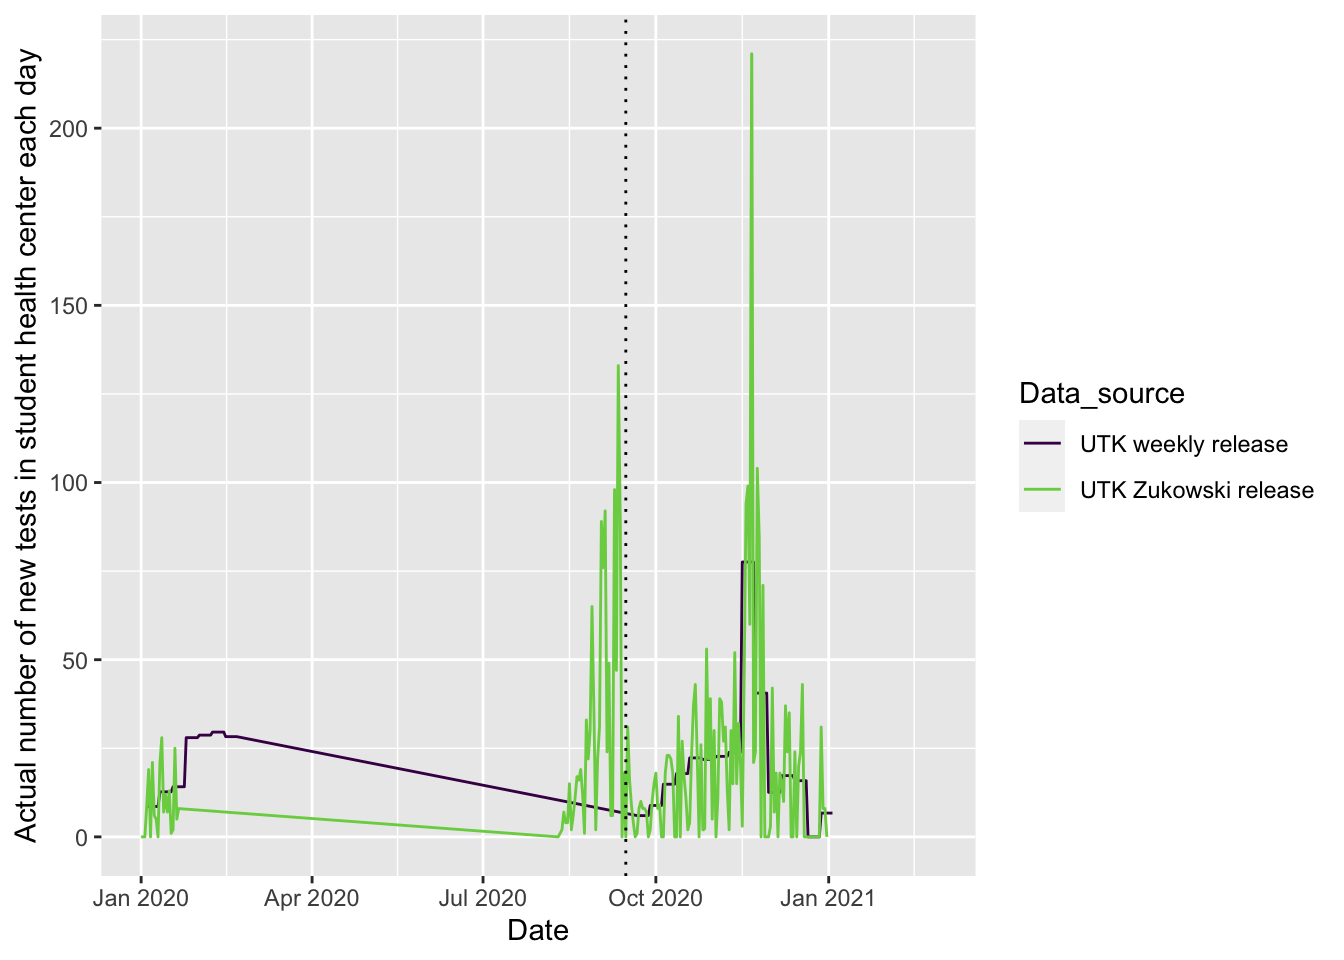 Actual number of new tests in student health center each day
200
150
100
50
0
Jan 2020 Apr 2020 Jul 2020 Oct 2020 Jan 2021
Date
Data_source
UTK weekly release
UTK Zukowski release